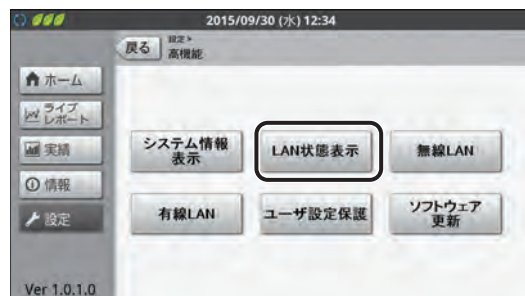 2015/09/30 (水) 12:34
戻る
設定>
高機能
ホーム
ライブ
レポート
実績
情報
設定
システム情報
表示
LAN状態表示
無線LAN
有線LAN
ユーザ設定保護
ソフトウェア
更新
Ver 1.0.1.0